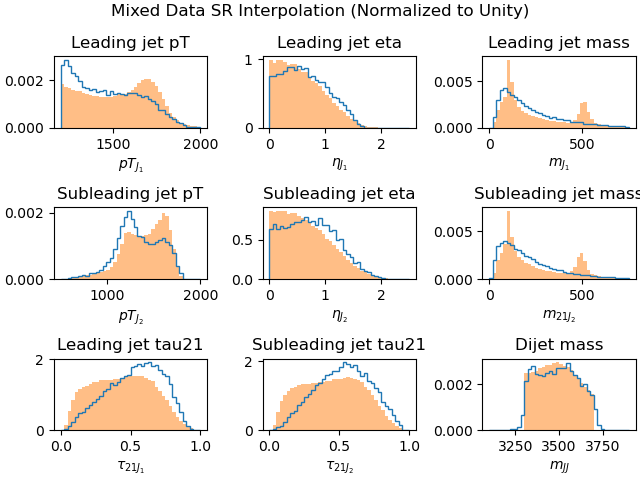 Mixed Data SR Interpolation (Normalized to Unity)
Leading jet pT
Leading jet eta
Leading jet mass
0.002
0.000
1500
2000
pT_{J_1}
1
0
0
2
η_{J_1}
0.005
0.000
0
500
m_{J_1}
Subleading jet pT
Subleading jet eta
Subleading jet mass
0.002
0.000
1000
2000
pT_{J_2}
0.5
0.0
0
2
η_{J_2}
0.005
0.000
0
500
m_{21J_2}
Leading jet tau21
Subleading jet tau21
Dijet mass
2
0
0.0
0.5
1.0
τ_{21J_1}
2
0
0.0
0.5
1.0
τ_{21J_2}
0.002
0.000
3250
3500
3750
m_{JJ}